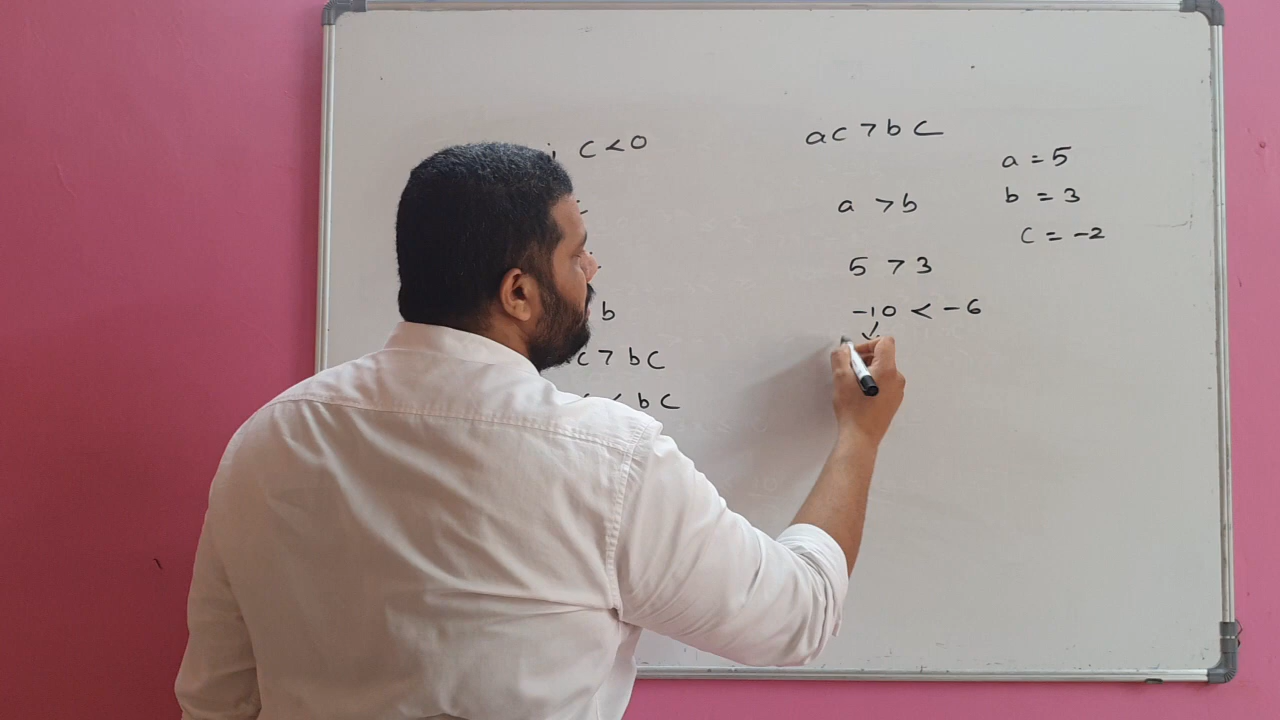 ; c < 0
b
c > bc
< bc
ac > bc
a > b
5 > 3
-10 < -6
a = 5
b = 3
c = -2